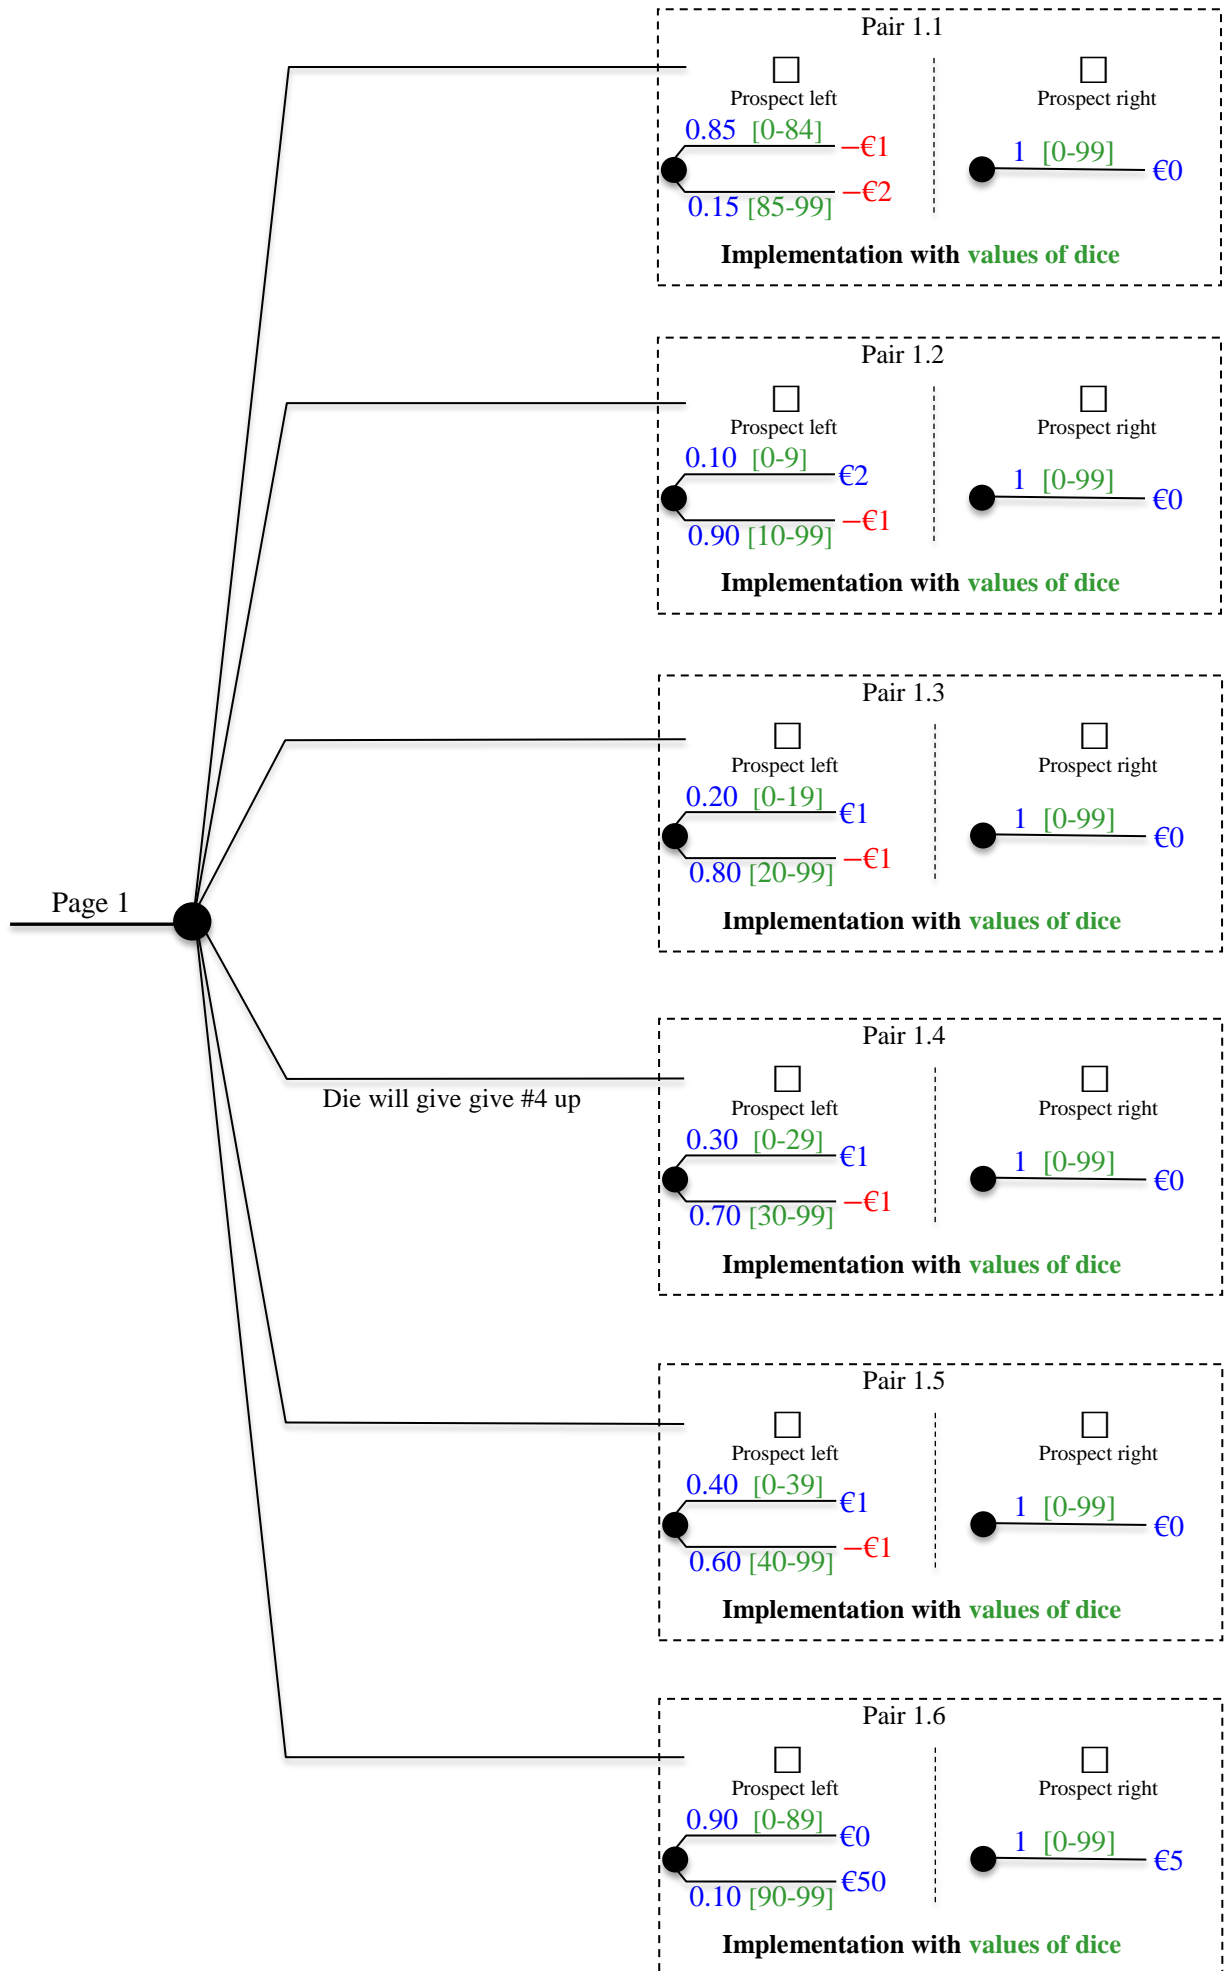 Pair 1.1
Prospect left Prospect right
0.85 [0-84] –€1 1 [0-99] €0
0.15 [85-99] –€2
Implementation with values of dice
Pair 1.2
Prospect left Prospect right
0.10 [0-9] €2 1 [0-99] €0
0.90 [10-99] –€1
Implementation with values of dice
Pair 1.3
Prospect left Prospect right
0.20 [0-19] €1 1 [0-99] €0
0.80 [20-99] –€1
Implementation with values of dice
Page 1
Pair 1.4
Die will give give #4 up
Prospect left Prospect right
0.30 [0-29] €1 1 [0-99] €0
0.70 [30-99] –€1
Implementation with values of dice
Pair 1.5
Prospect left Prospect right
0.40 [0-39] €1 1 [0-99] €0
0.60 [40-99] –€1
Implementation with values of dice
Pair 1.6
Prospect left Prospect right
0.90 [0-89] €0 1 [0-99] €5
0.10 [90-99] €50
Implementation with values of dice